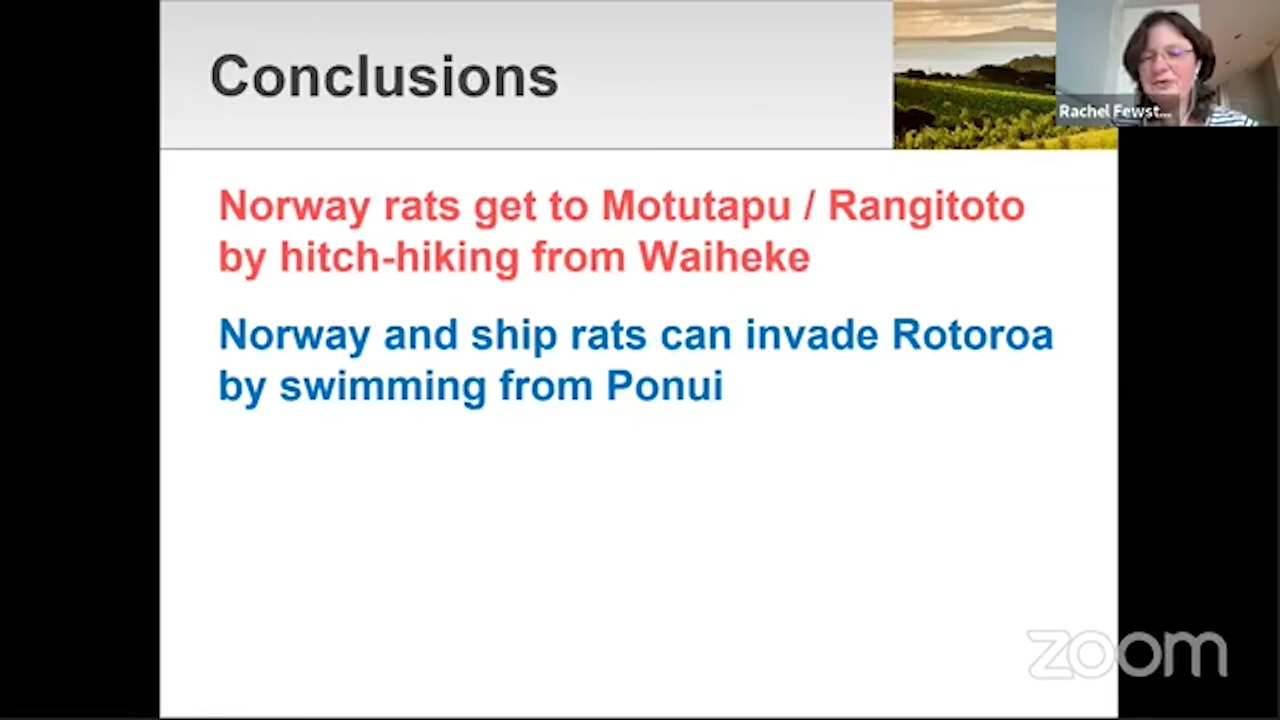 Conclusions
Rachel Fewst...
Norway rats get to Motutapu / Rangitoto
by hitch-hiking from Waiheke
Norway and ship rats can invade Rotoroa
by swimming from Ponui
zoom